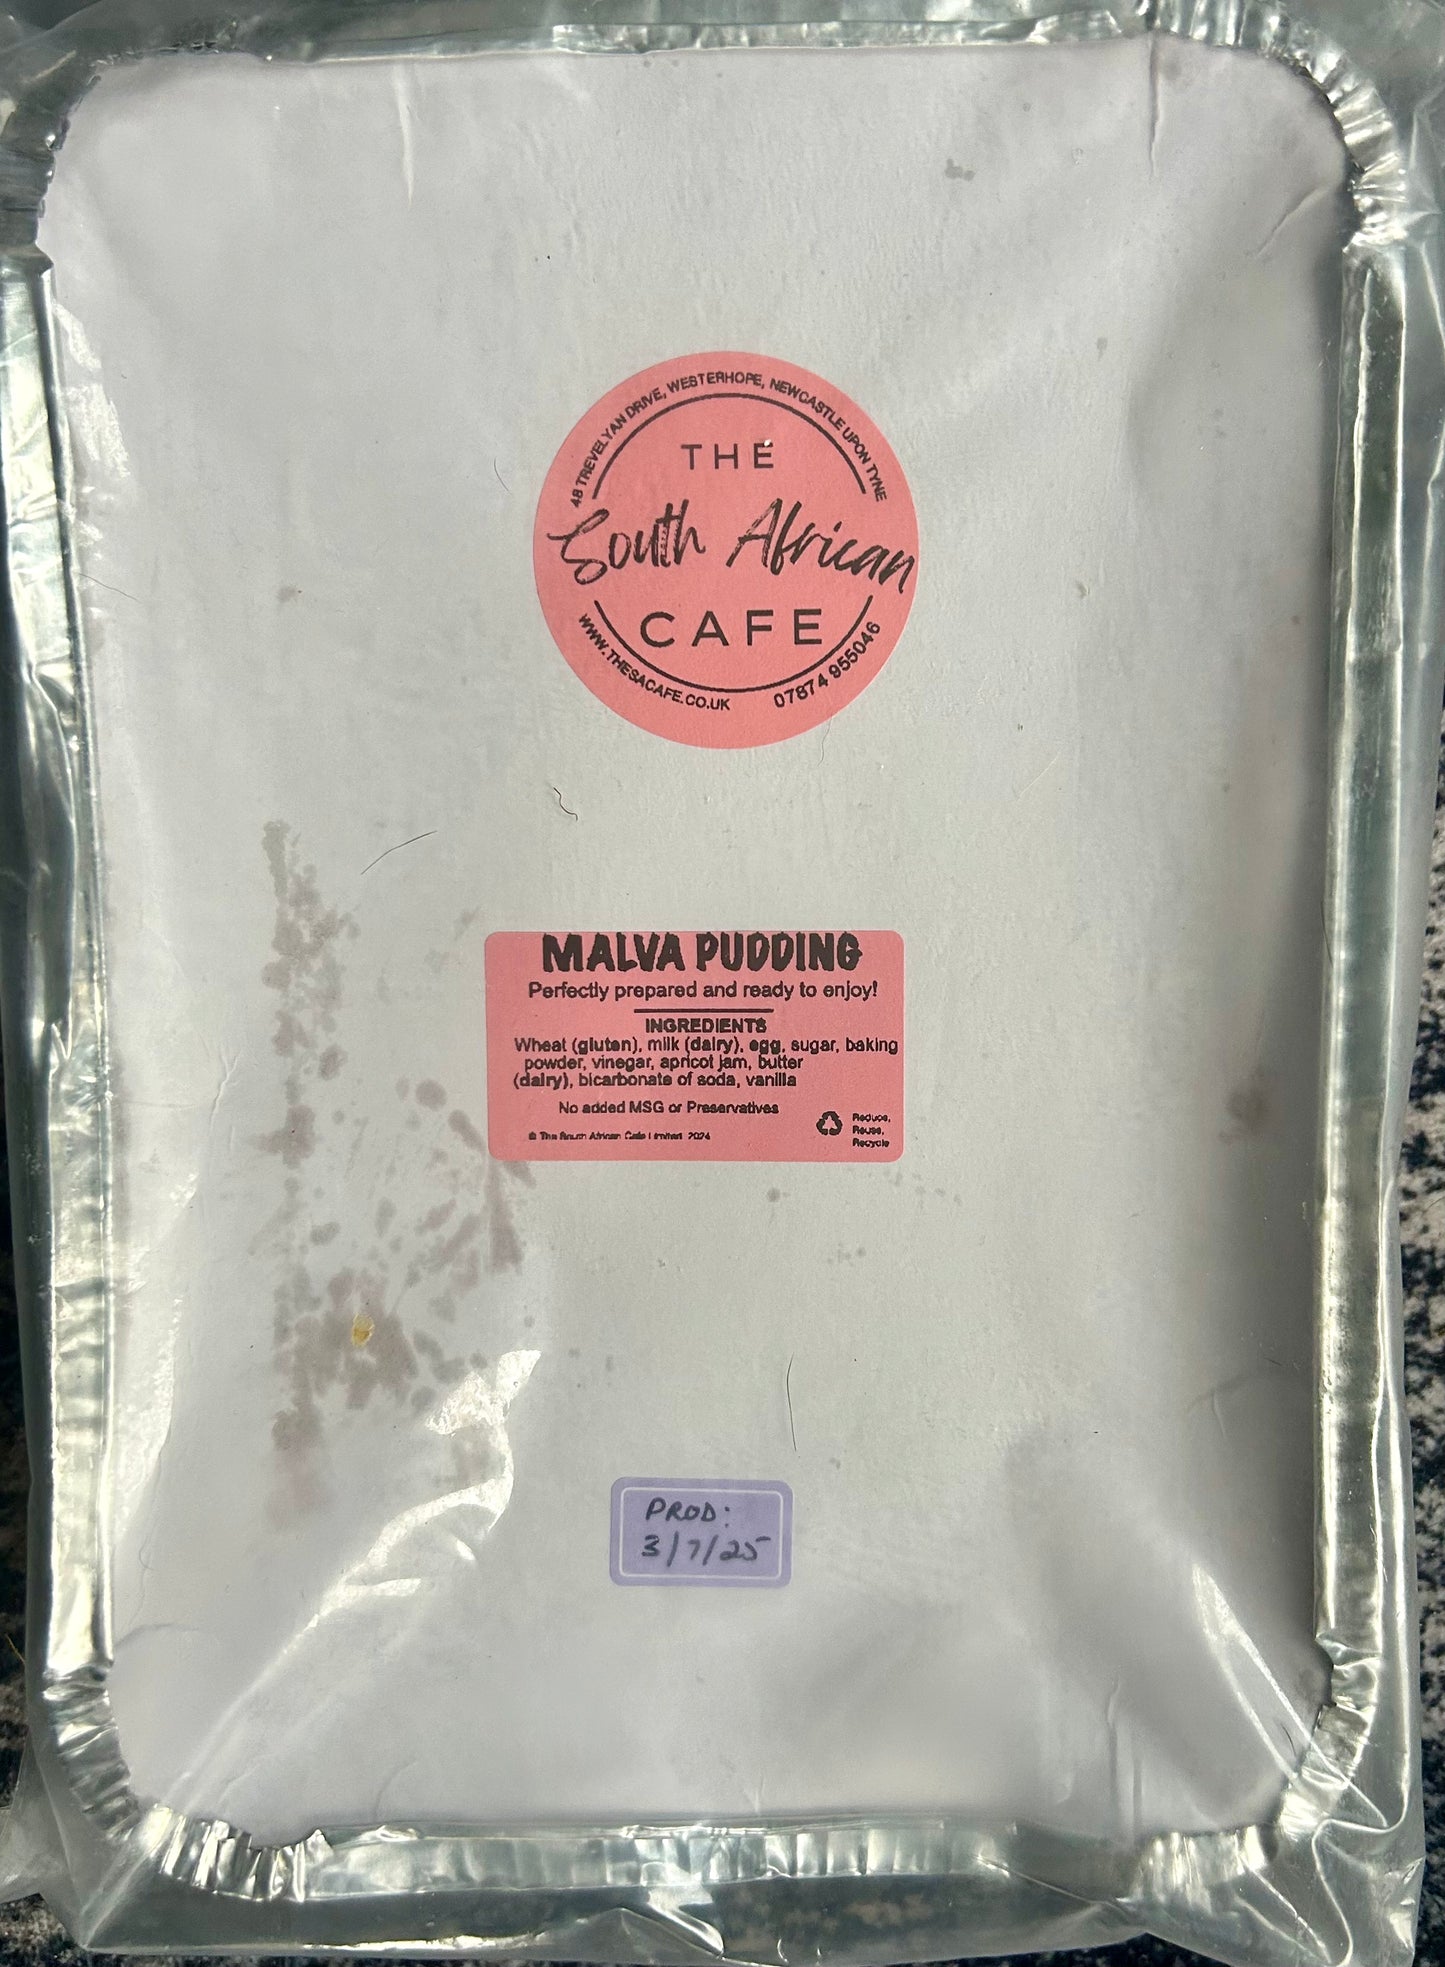 48 TREVELYAN DRIVE, WESTERHOPE, NEWCASTLE UPON TYNE
THE
South African
CAFE
WWW.THESACAFE.CO.UK
07874 955046
MALVA PUDDING
Perfectly prepared and ready to enjoy!
INGREDIENTS
Wheat (gluten), milk (dairy), egg, sugar, baking
powder, vinegar, apricot jam, butter
(dairy), bicarbonate of soda, vanilla
No added MSG or Preservatives
© The South African Cafe Limited 2024
Reduce,
Reuse,
Recycle
PROD:
3/7/25